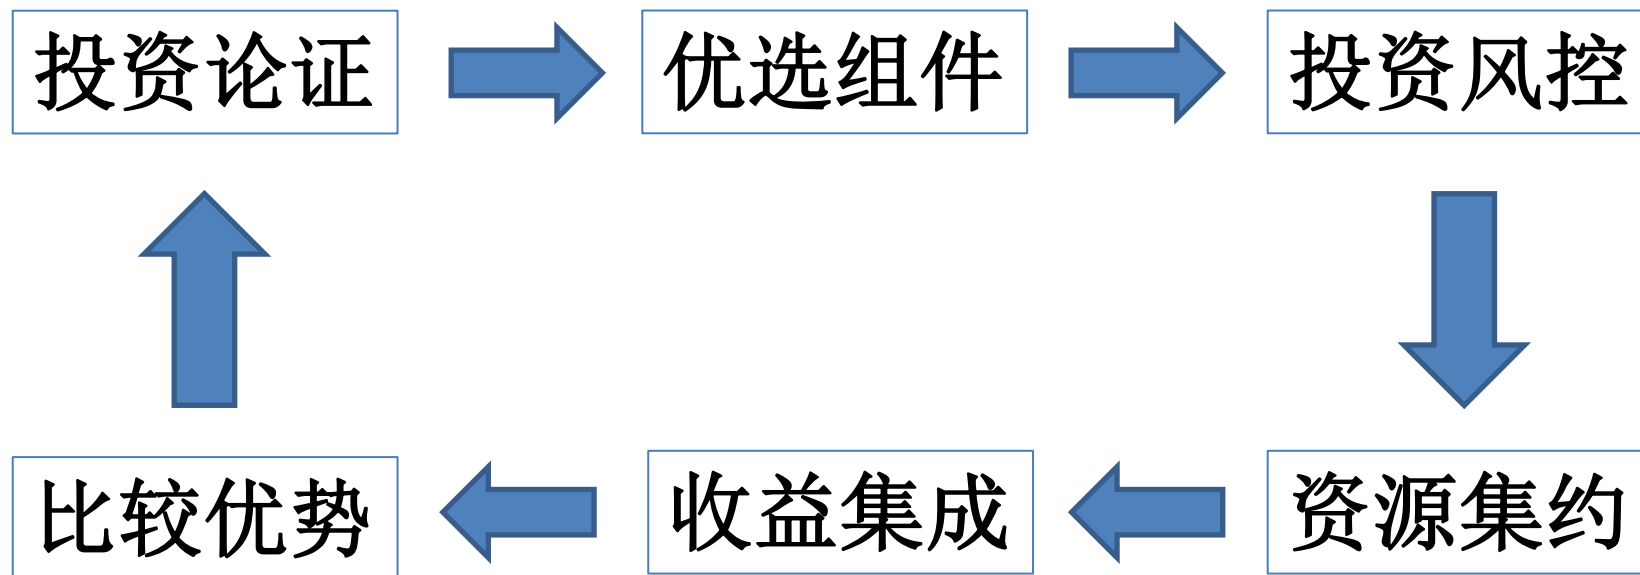 投资论证
优选组件
投资风控
比较优势
收益集成
资源集约